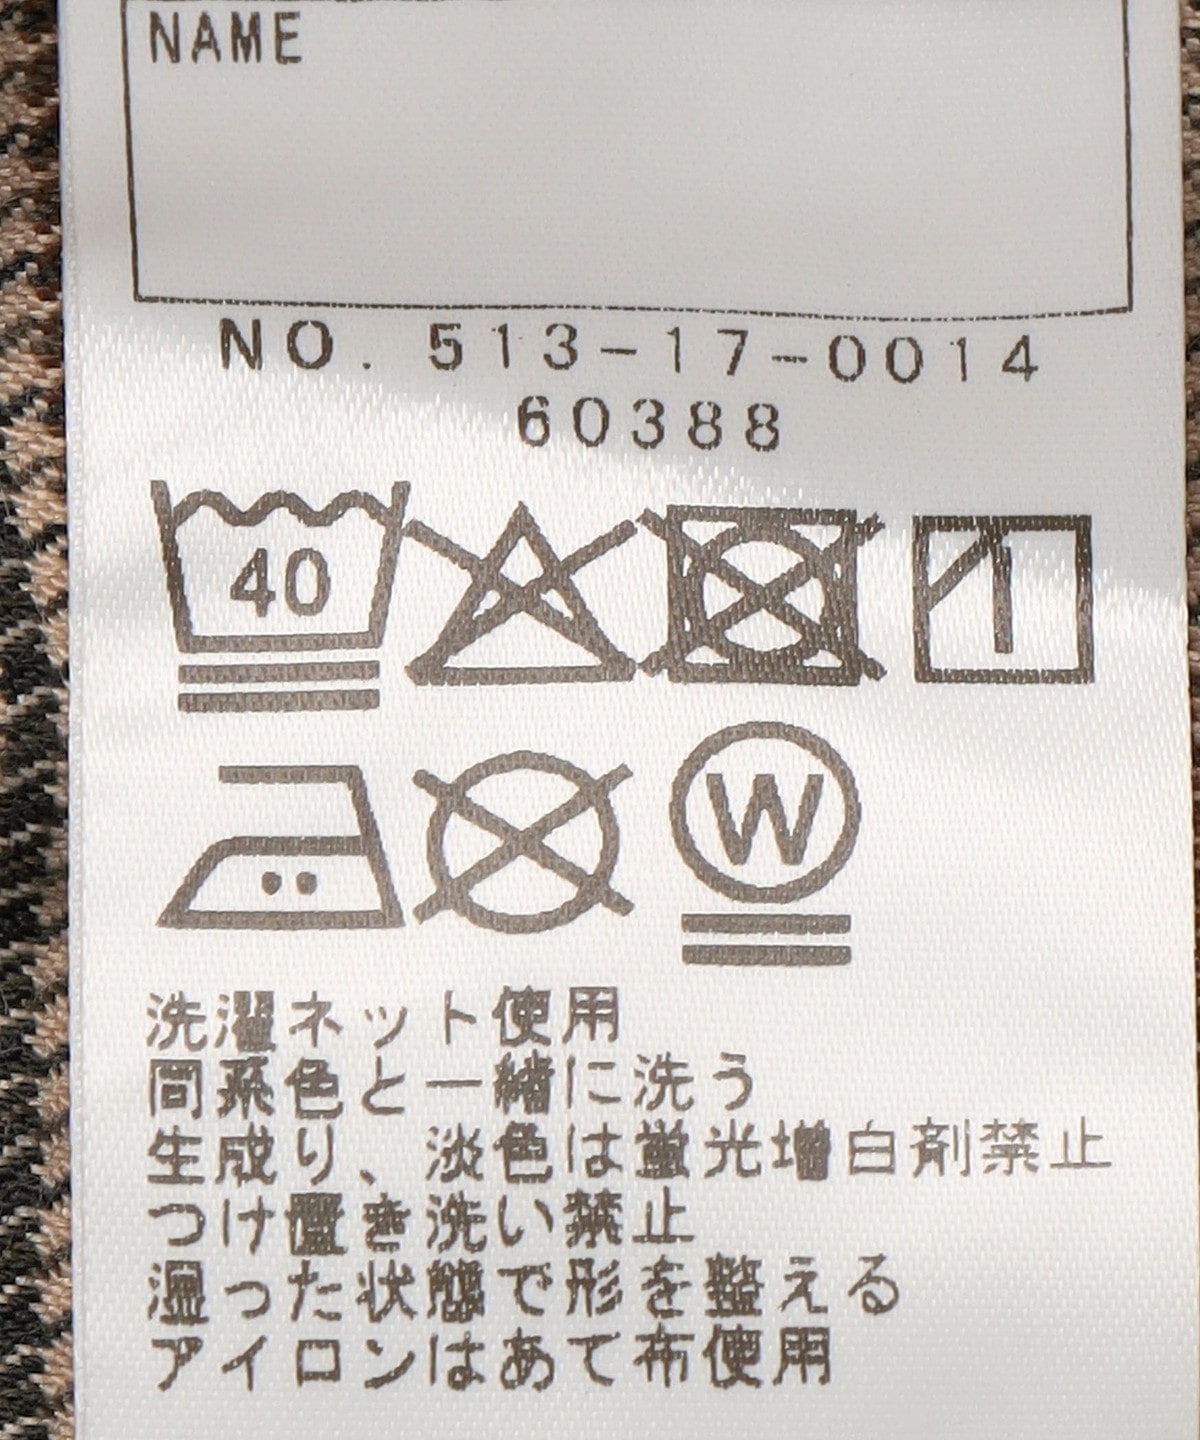 NAME
NO. 513-17-0014
60388
40
W
洗濯ネット使用
同系色と一緒に洗う
生成り、淡色は蛍光増白剤禁止
つけ置き洗い禁止
湿った状態で形を整える
アイロンはあて布使用